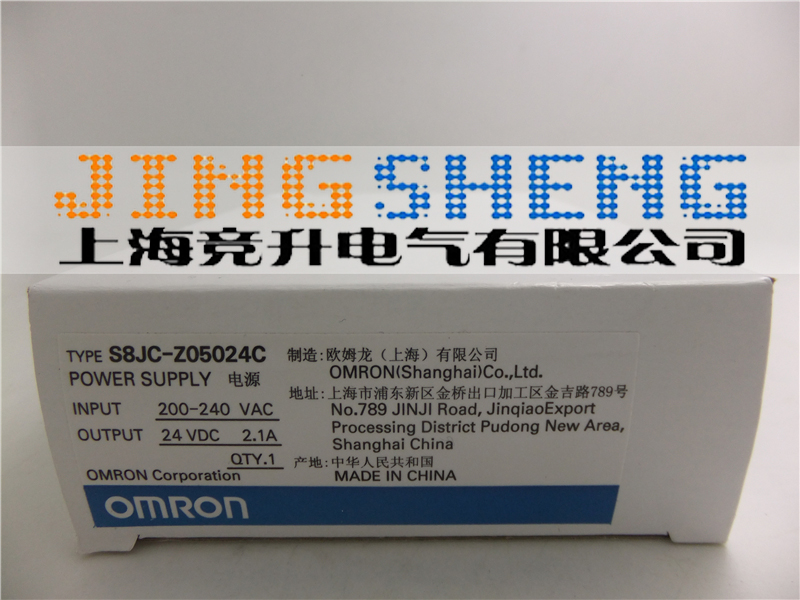 JINGSHENG
上海竞升电气有限公司
TYPE S8JC-Z05024C
POWER SUPPLY 电源
INPUT 200-240 VAC
OUTPUT 24 VDC 2.1A
QTY.1
OMRON Corporation
制造:欧姆龙(上海)有限公司
OMRON(Shanghai)Co.,Ltd.
地址:上海市浦东新区金桥出口加工区金吉路789号
No.789 JINJI Road, JinqiaoExport
Processing District Pudong New Area,
Shanghai China
产地:中华人民共和国
MADE IN CHINA
OMRON